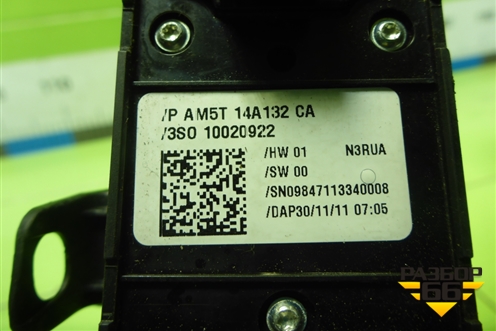 /P AM5T 14A132 CA
/3SO 10020922
/HW 01 N3RUA
/SW 00
/SN09847113340008
/DAP30/11/11 07:05
РАЗБОР
66